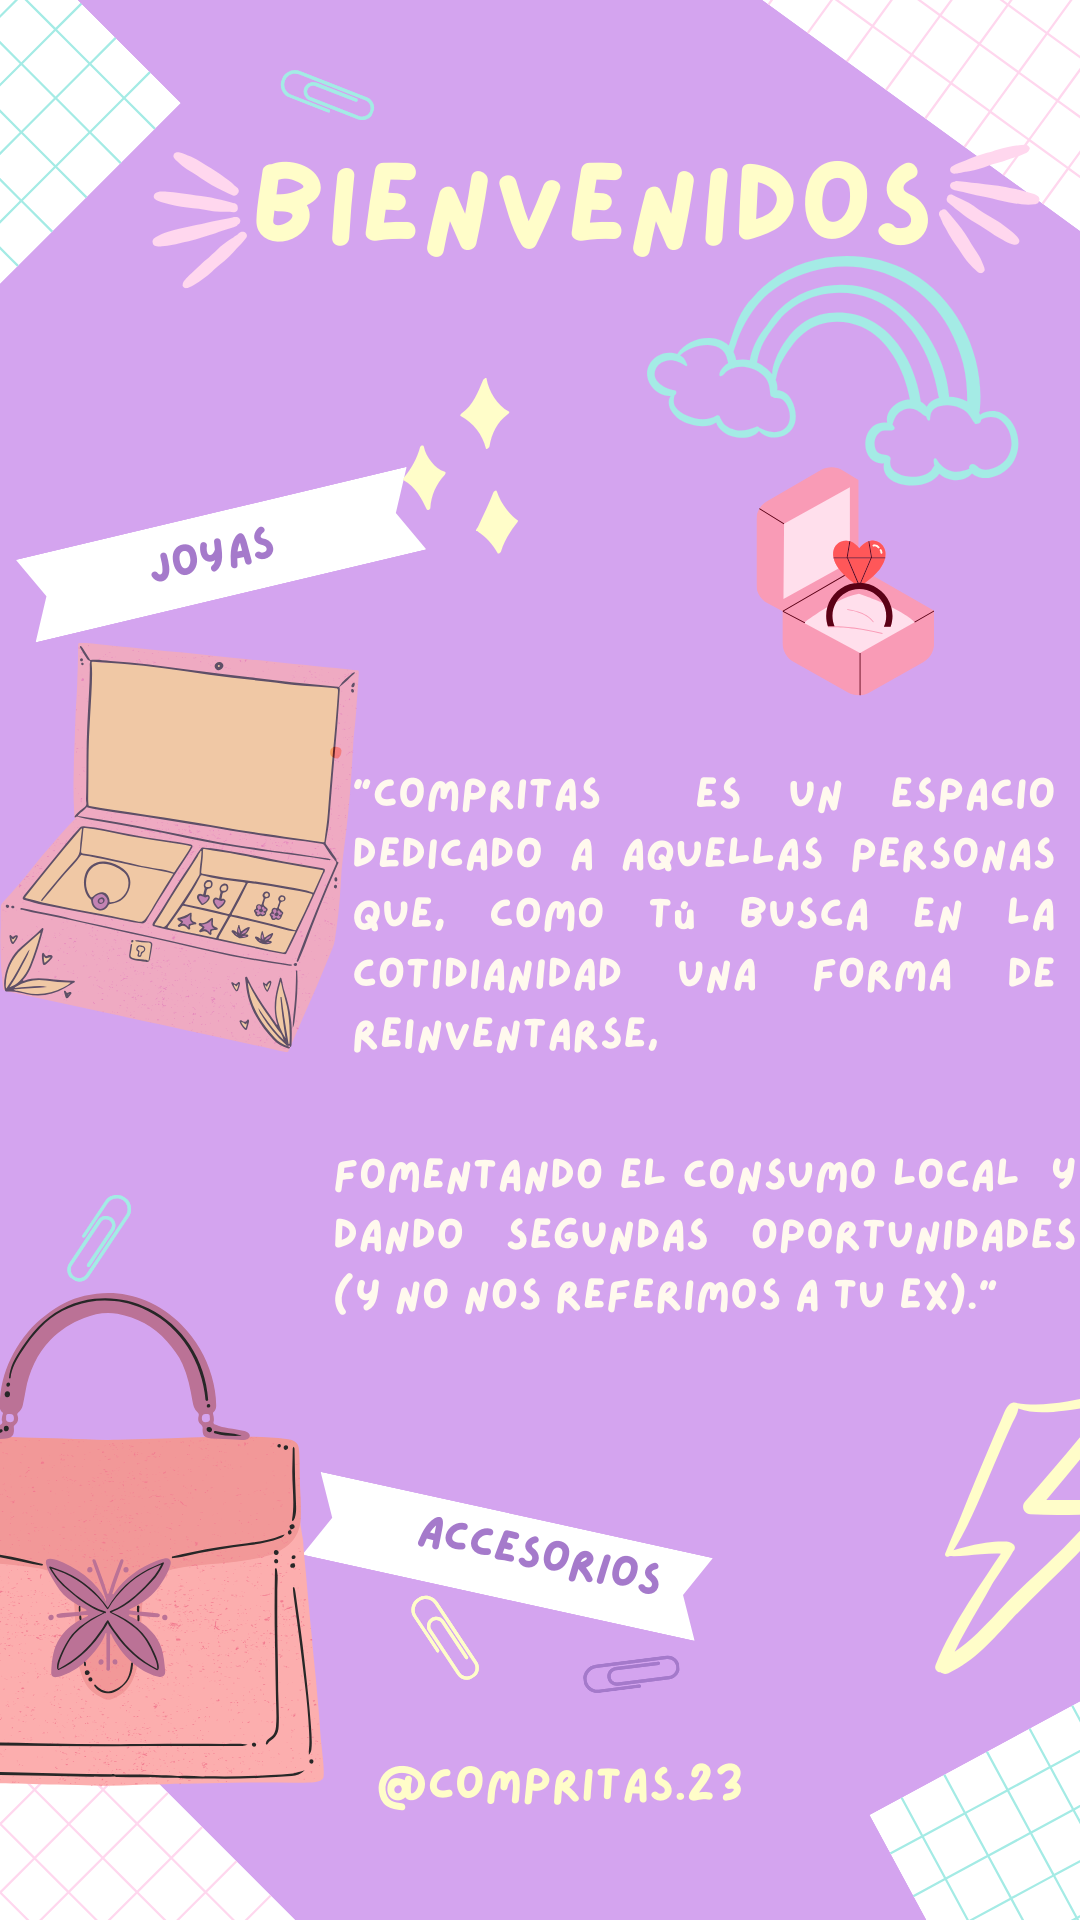 BIENVENIDOS
JOYAS
"COMPRITAS ES UN ESPACIO
DEDICADO A AQUELLAS PERSONAS
QUE, COMO Tú BUSCA EN LA
COTIDIANIDAD UNA FORMA DE
REINVENTARSE,
FOMENTANDO EL CONSUMO LOCAL Y
DANDO SEGUNDAS OPORTUNIDADES
(Y NO NOS REFERIMOS A TU EX)."
ACCESORIOS
@COMPRITAS.23